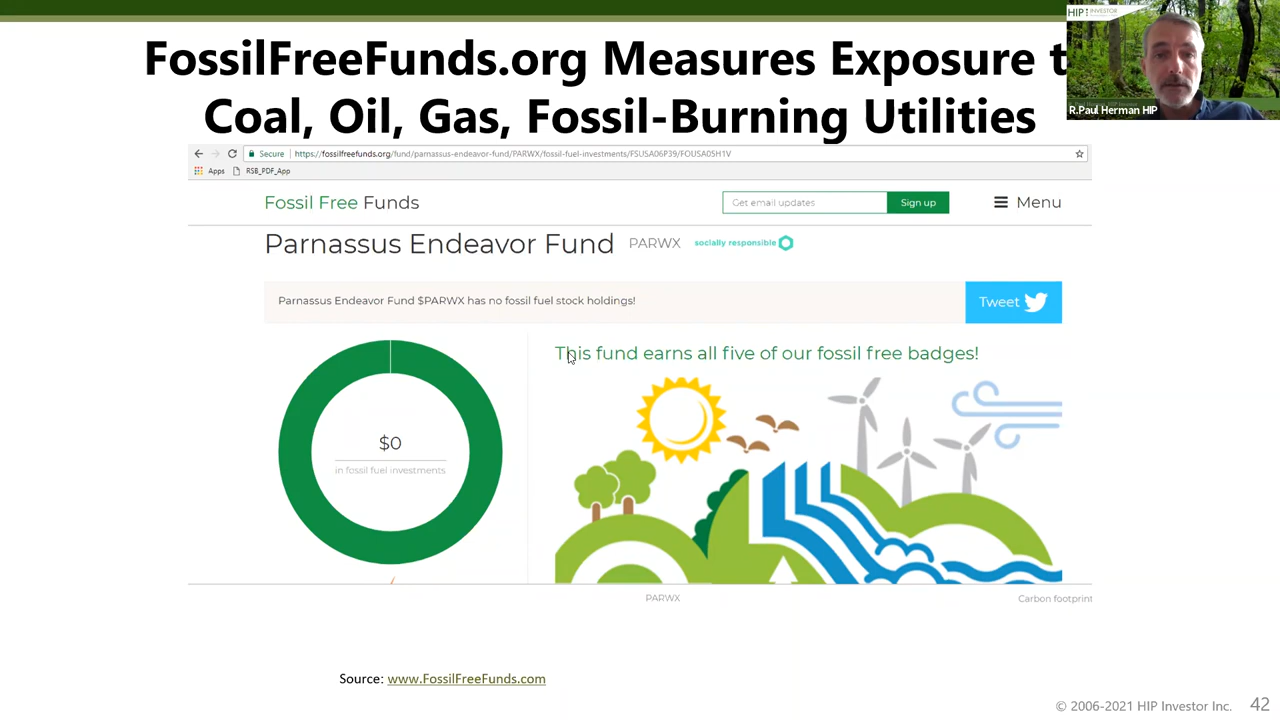 FossilFreeFunds.org Measures Exposure t
Coal, Oil, Gas, Fossil-Burning Utilities
HIP INVESTOR
R.Paul Herman HIP
Secure https://fossilfreefunds.org/fund/parnassus-endeavor-fund/PARWX/fossil-fuel-investments/FSUSA06P39/FOUSA05H1V
Apps RSB_PDF_App
Fossil Free Funds
Get email updates
Sign up
Menu
Parnassus Endeavor Fund PARWX socially responsible
Parnassus Endeavor Fund $PARWX has no fossil fuel stock holdings!
Tweet
This fund earns all five of our fossil free badges!
$0
in fossil fuel investments
PARWX
Carbon footprint
Source: www.FossilFreeFunds.com
© 2006-2021 HIP Investor Inc. 42